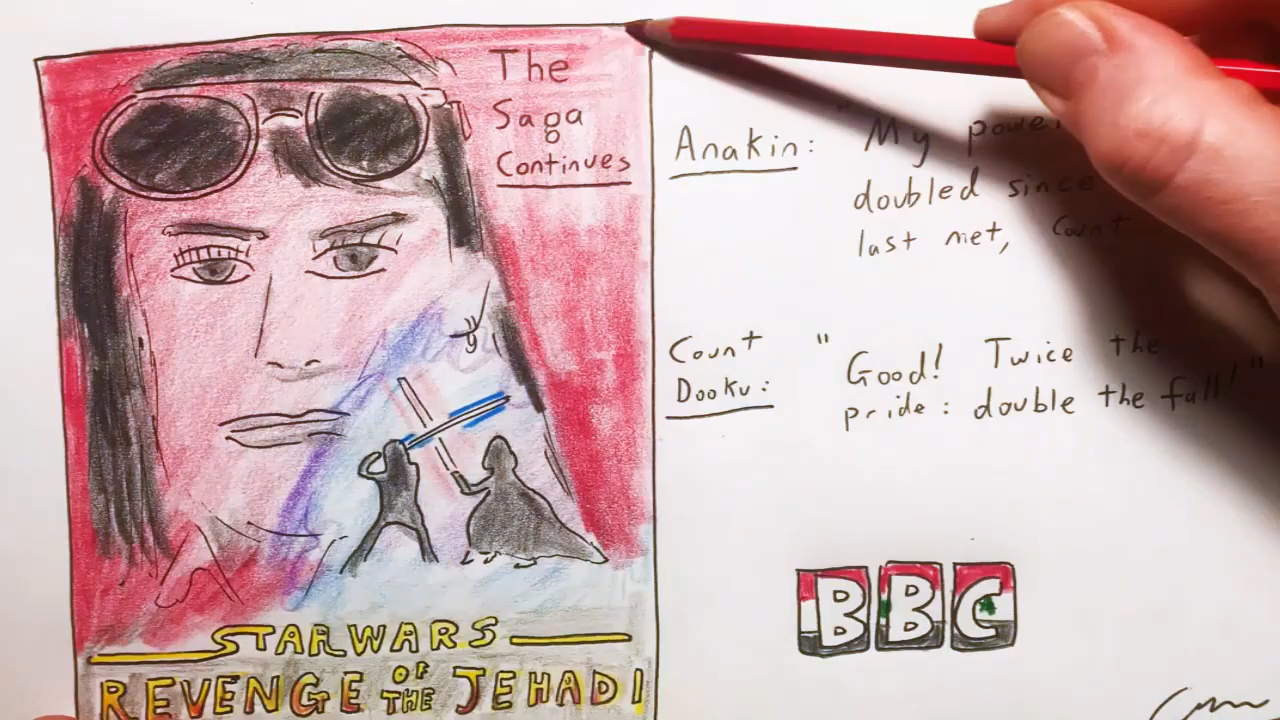 The
Saga
Continues
STAR WARS
REVENGE OF THE JEHADI
Anakin: "My
doubled since
last met, Count
Count
Dooku:
"Good! Twice the
pride: double the fall!"
BBC